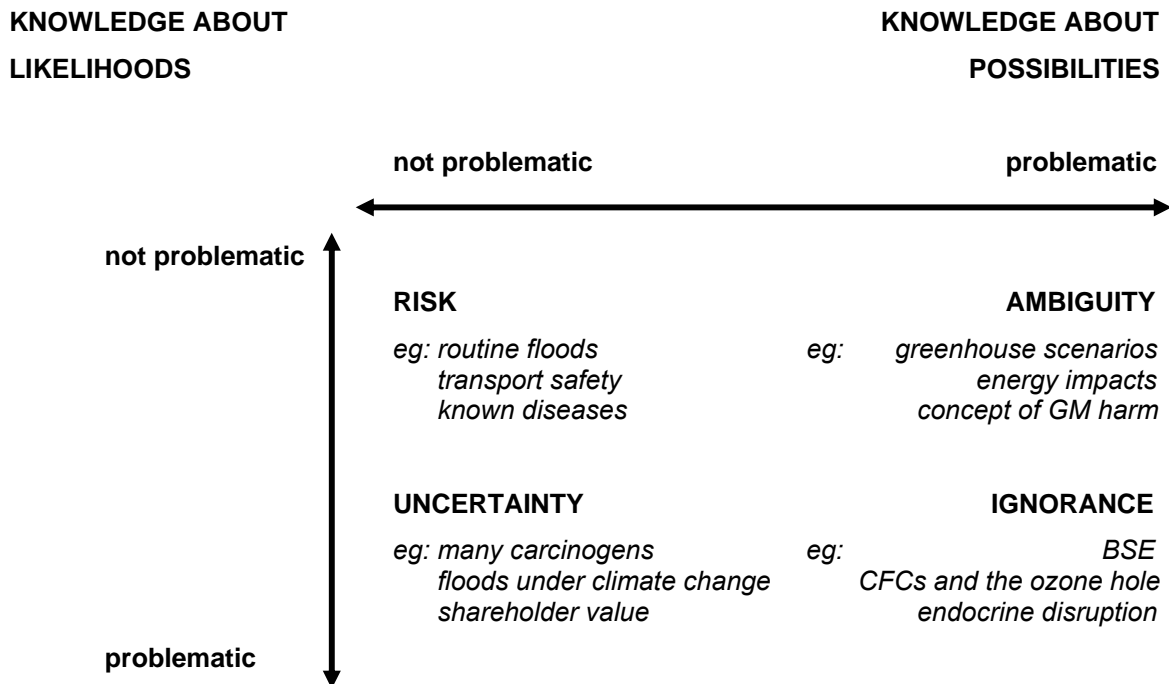 KNOWLEDGE ABOUT
LIKELIHOODS
KNOWLEDGE ABOUT
POSSIBILITIES
not problematic
problematic
not problematic
RISK
eg: routine floods
transport safety
known diseases
AMBIGUITY
eg: greenhouse scenarios
energy impacts
concept of GM harm
UNCERTAINTY
eg: many carcinogens
floods under climate change
shareholder value
IGNORANCE
eg: BSE
CFCs and the ozone hole
endocrine disruption
problematic